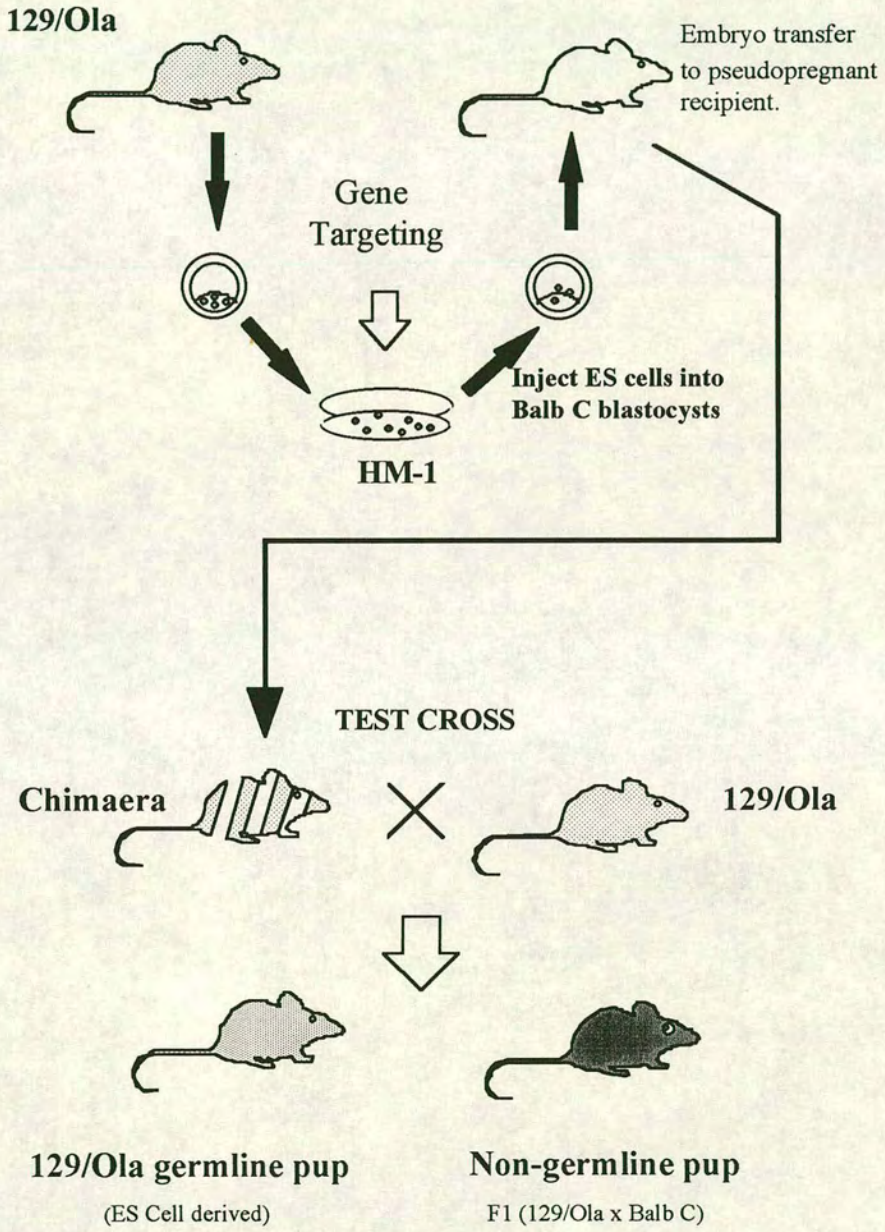 129/Ola
Embryo transfer
to pseudopregnant
recipient.
Gene
Targeting
Inject ES cells into
Balb C blastocysts
HM-1
TEST CROSS
Chimaera
129/Ola
129/Ola germline pup
(ES Cell derived)
Non-germline pup
F1 (129/Ola x Balb C)